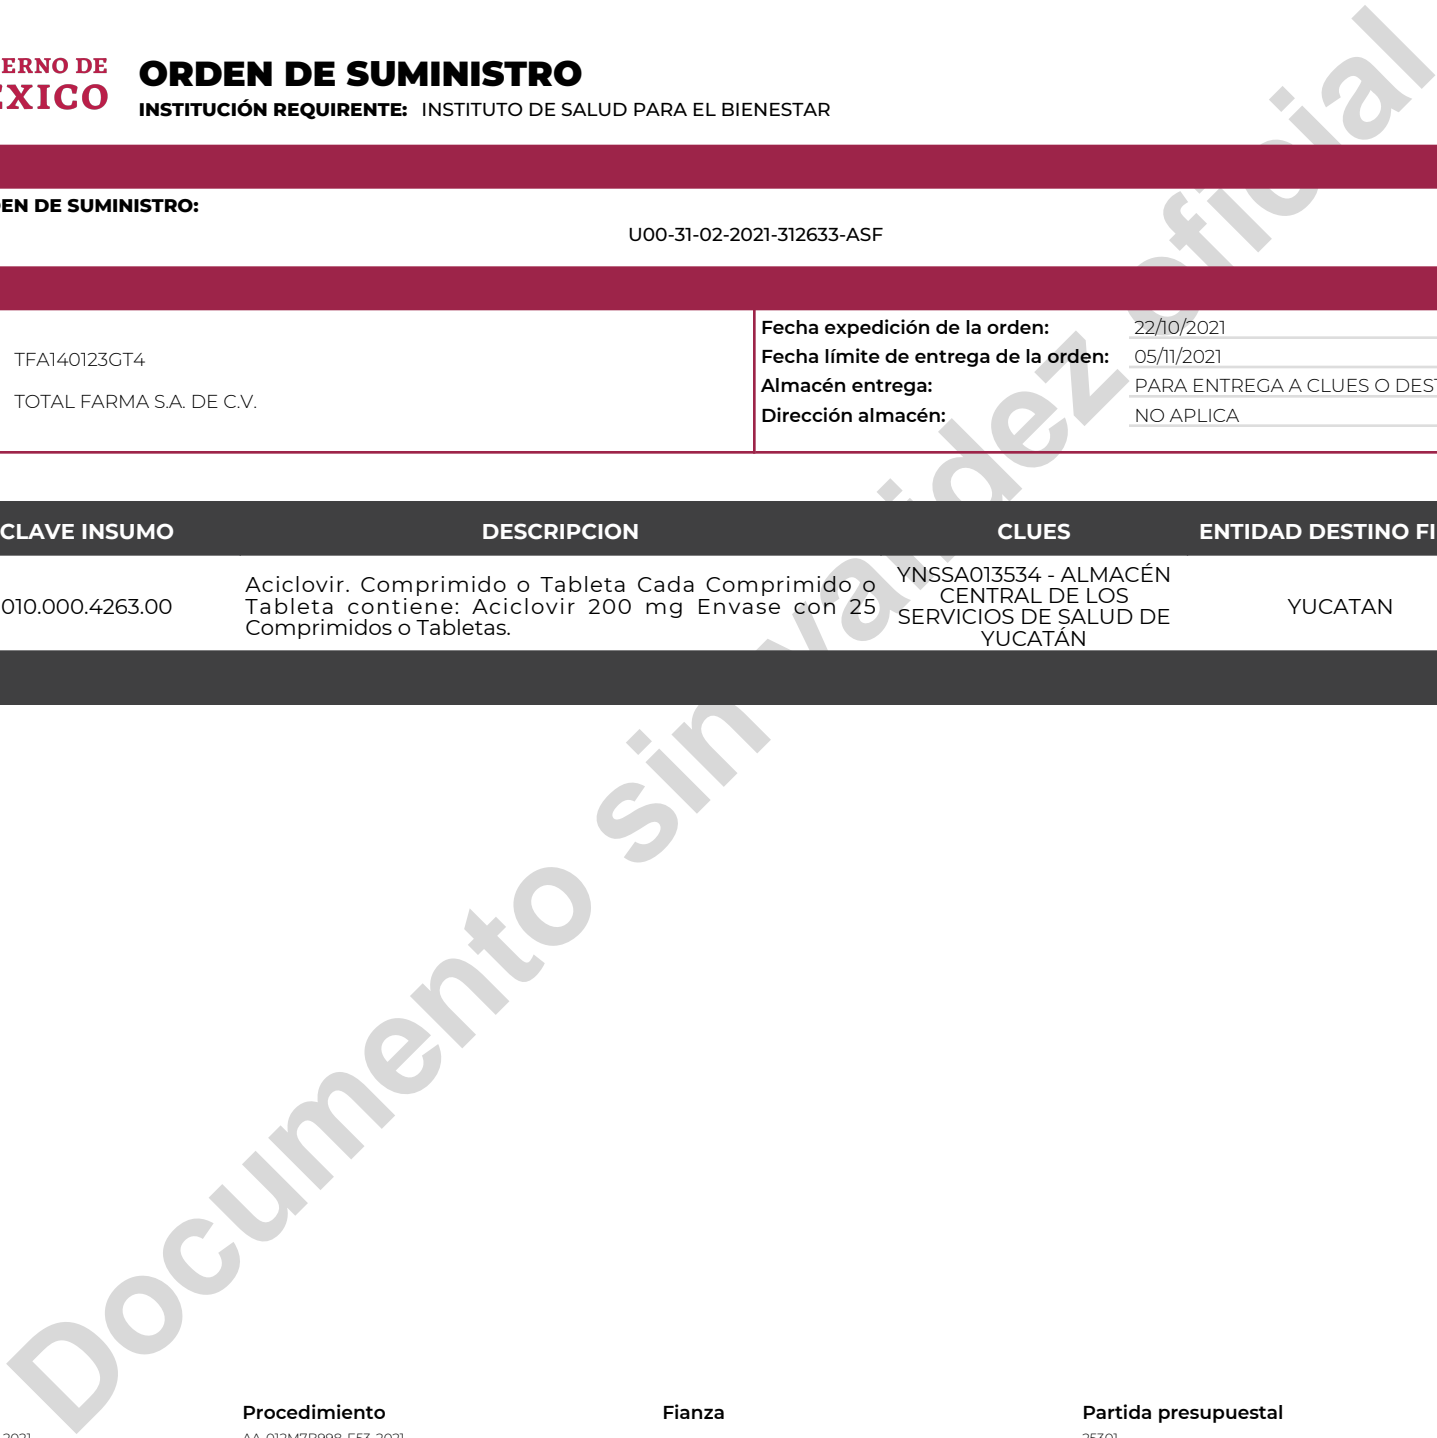 ERNO DE
ÉXICO
ORDEN DE SUMINISTRO
INSTITUCIÓN REQUIRENTE: INSTITUTO DE SALUD PARA EL BIENESTAR
EN DE SUMINISTRO:
U00-31-02-2021-312633-ASF
TFA140123GT4
TOTAL FARMA S.A. DE C.V.
Fecha expedición de la orden: 22/10/2021
Fecha límite de entrega de la orden: 05/11/2021
Almacén entrega: PARA ENTREGA A CLUES O DEST
Dirección almacén: NO APLICA
CLAVE INSUMO DESCRIPCION CLUES ENTIDAD DESTINO FI
010.000.4263.00
Aciclovir. Comprimido o Tableta Cada Comprimido o
Tableta contiene: Aciclovir 200 mg Envase con 25
Comprimidos o Tabletas.
YNSSA013534 - ALMACÉN
CENTRAL DE LOS
SERVICIOS DE SALUD DE
YUCATÁN
YUCATAN
Documento sin validez oficial
Procedimiento Fianza Partida presupuestal